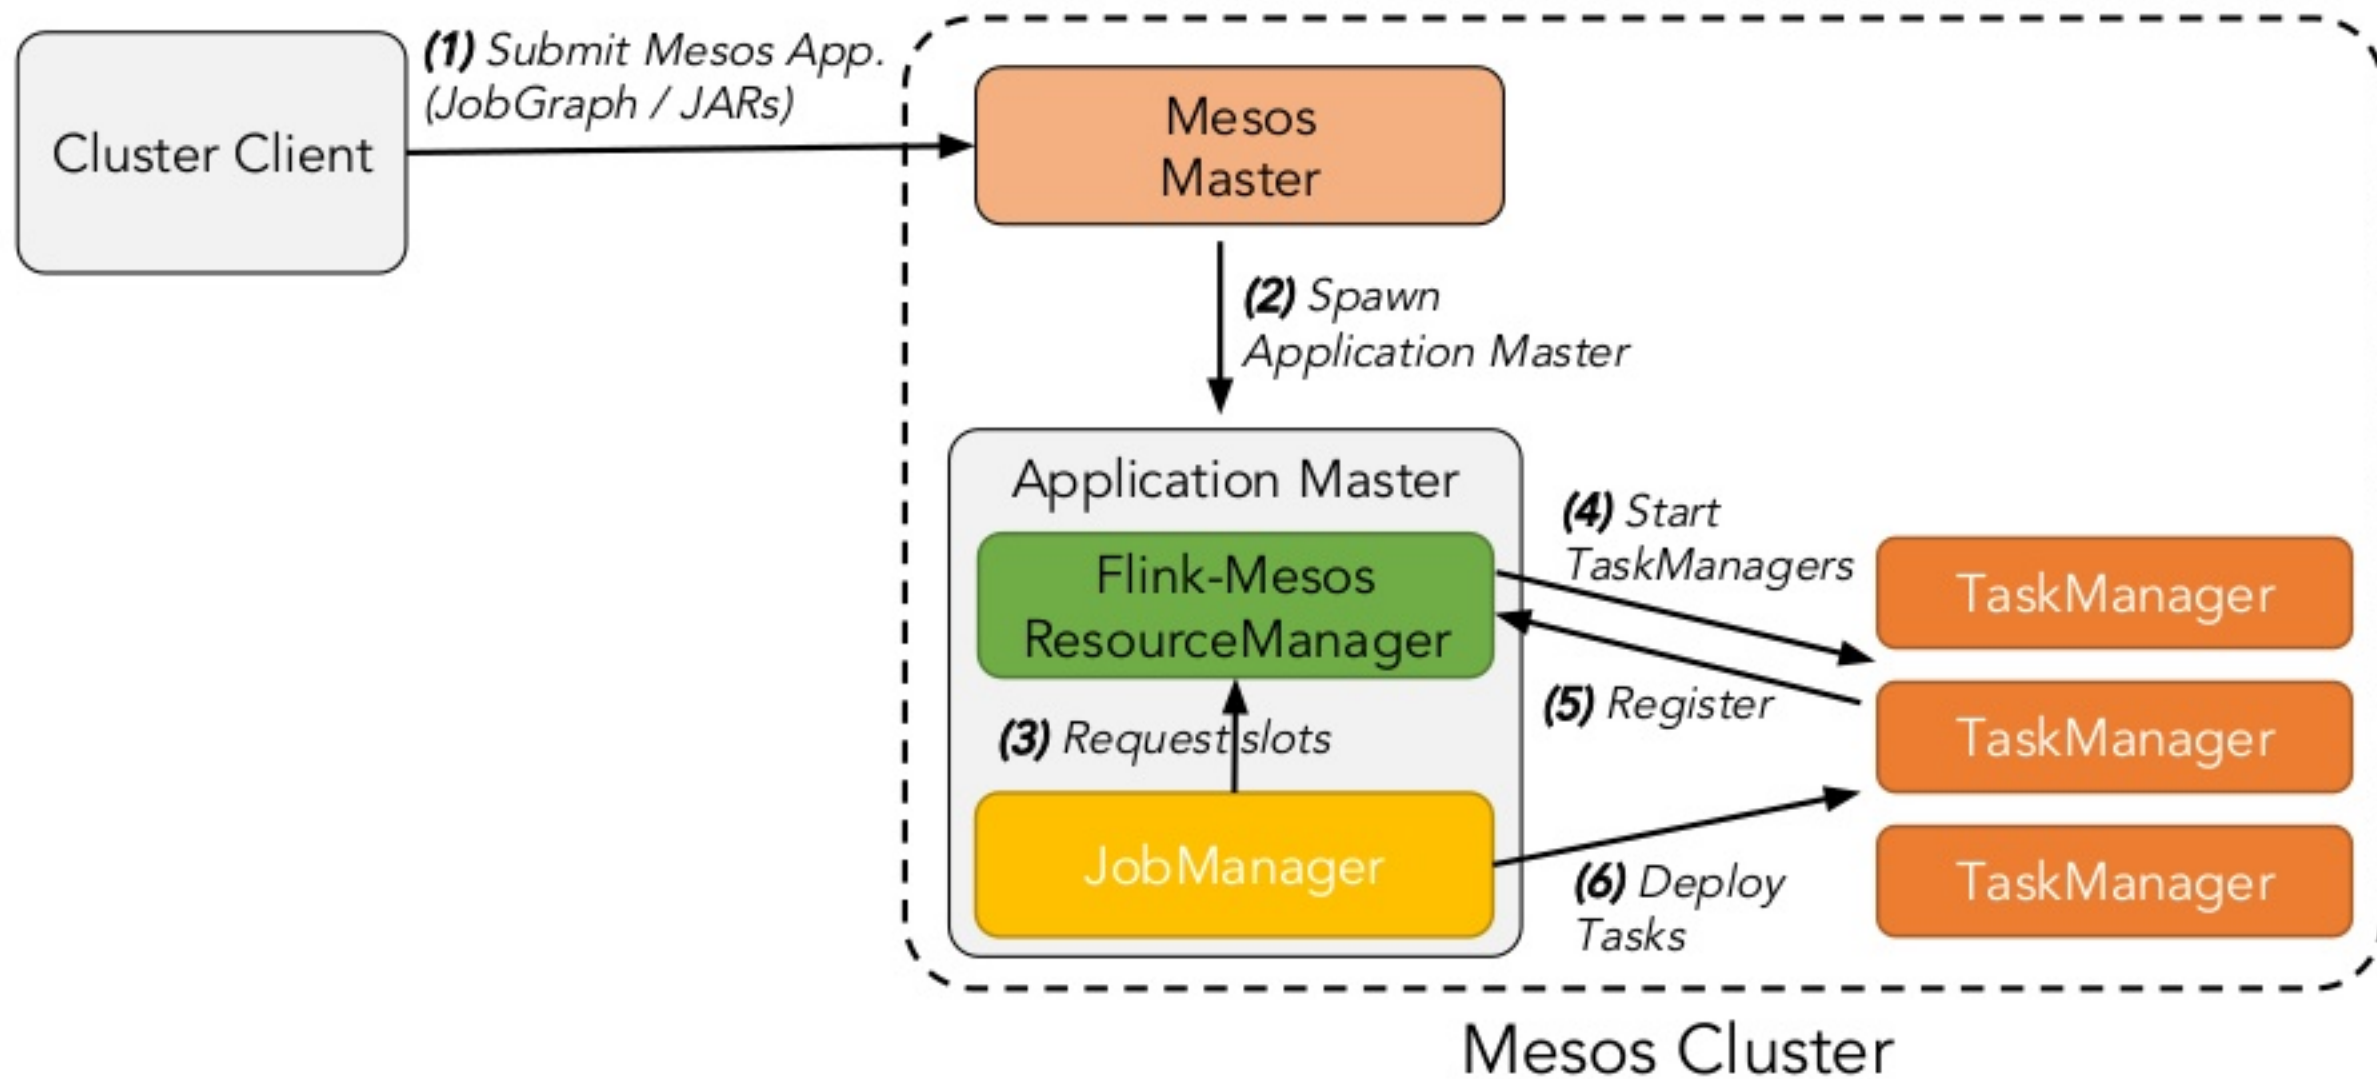 (1) Submit Mesos App.
(JobGraph / JARs)
Cluster Client
Mesos
Master
(2) Spawn
Application Master
Application Master
Flink-Mesos
ResourceManager
(3) Request slots
JobManager
(4) Start
TaskManagers
(5) Register
(6) Deploy
Tasks
TaskManager
TaskManager
TaskManager
Mesos Cluster